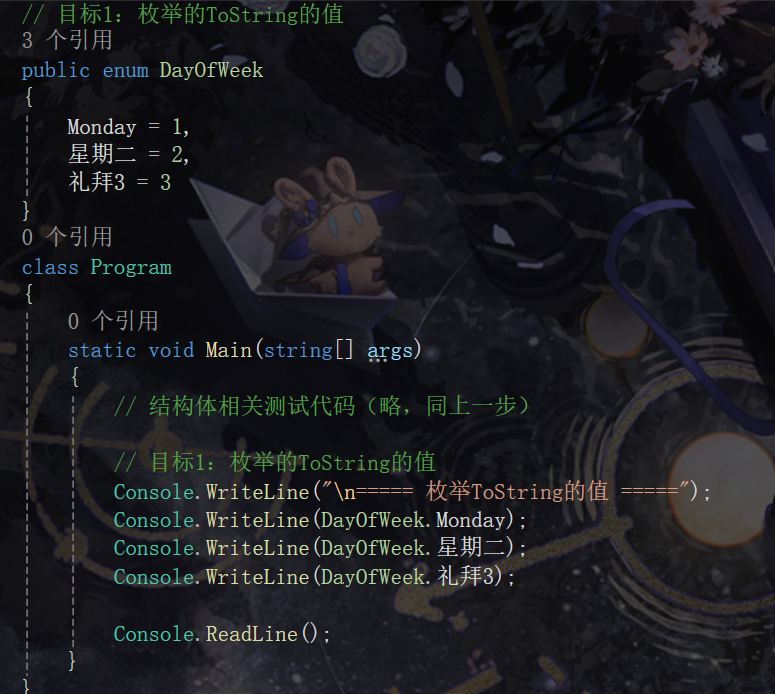 // 目标1：枚举的ToString的值
3 个引用
public enum DayOfWeek
{
Monday = 1,
星期二 = 2,
礼拜3 = 3
}
0 个引用
class Program
{
0 个引用
static void Main(string[] args)
{
// 结构体相关测试代码（略，同上一步）
// 目标1：枚举的ToString的值
Console.WriteLine("\n===== 枚举ToString的值 =====");
Console.WriteLine(DayOfWeek.Monday);
Console.WriteLine(DayOfWeek.星期二);
Console.WriteLine(DayOfWeek.礼拜3);
Console.ReadLine();
}
}